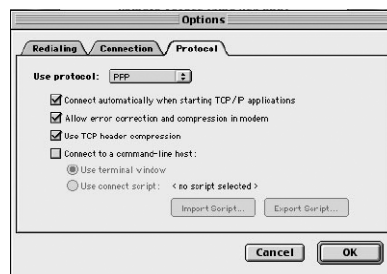 Options
Redialing Connection Protocol
Use protocol: PPP
Connect automatically when starting TCP/IP applications
Allow error correction and compression in modem
Use TCP header compression
Connect to a command-line host:
Use terminal window
Use connect script: < no script selected >
Import Script... Export Script...
Cancel OK